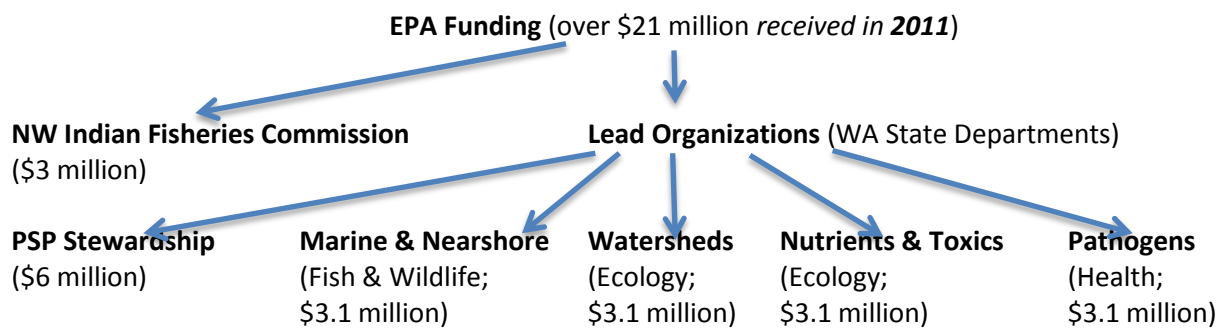 EPA Funding (over $21 million received in 2011)
NW Indian Fisheries Commission
($3 million)
Lead Organizations (WA State Departments)
PSP Stewardship
($6 million)
Marine & Nearshore
(Fish & Wildlife;
$3.1 million)
Watersheds
(Ecology;
$3.1 million)
Nutrients & Toxics
(Ecology;
$3.1 million)
Pathogens
(Health;
$3.1 million)